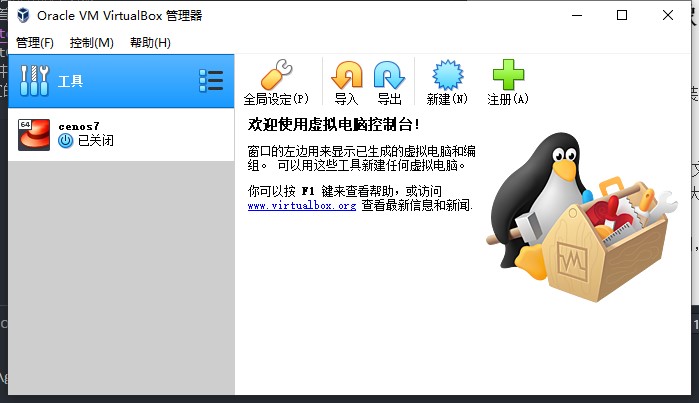 Oracle VM VirtualBox 管理器
管理(F) 控制(M) 帮助(H)
工具
全局设定(P) 导入 导出 新建(N) 注册(A)
64
cenos7
已关闭
欢迎使用虚拟电脑控制台!
窗口的左边用来显示已生成的虚拟电脑和编
组。 可以用这些工具新建任何虚拟电脑。
你可以按 F1 键来查看帮助，或访问
www.virtualbox.org 查看最新信息和新闻.